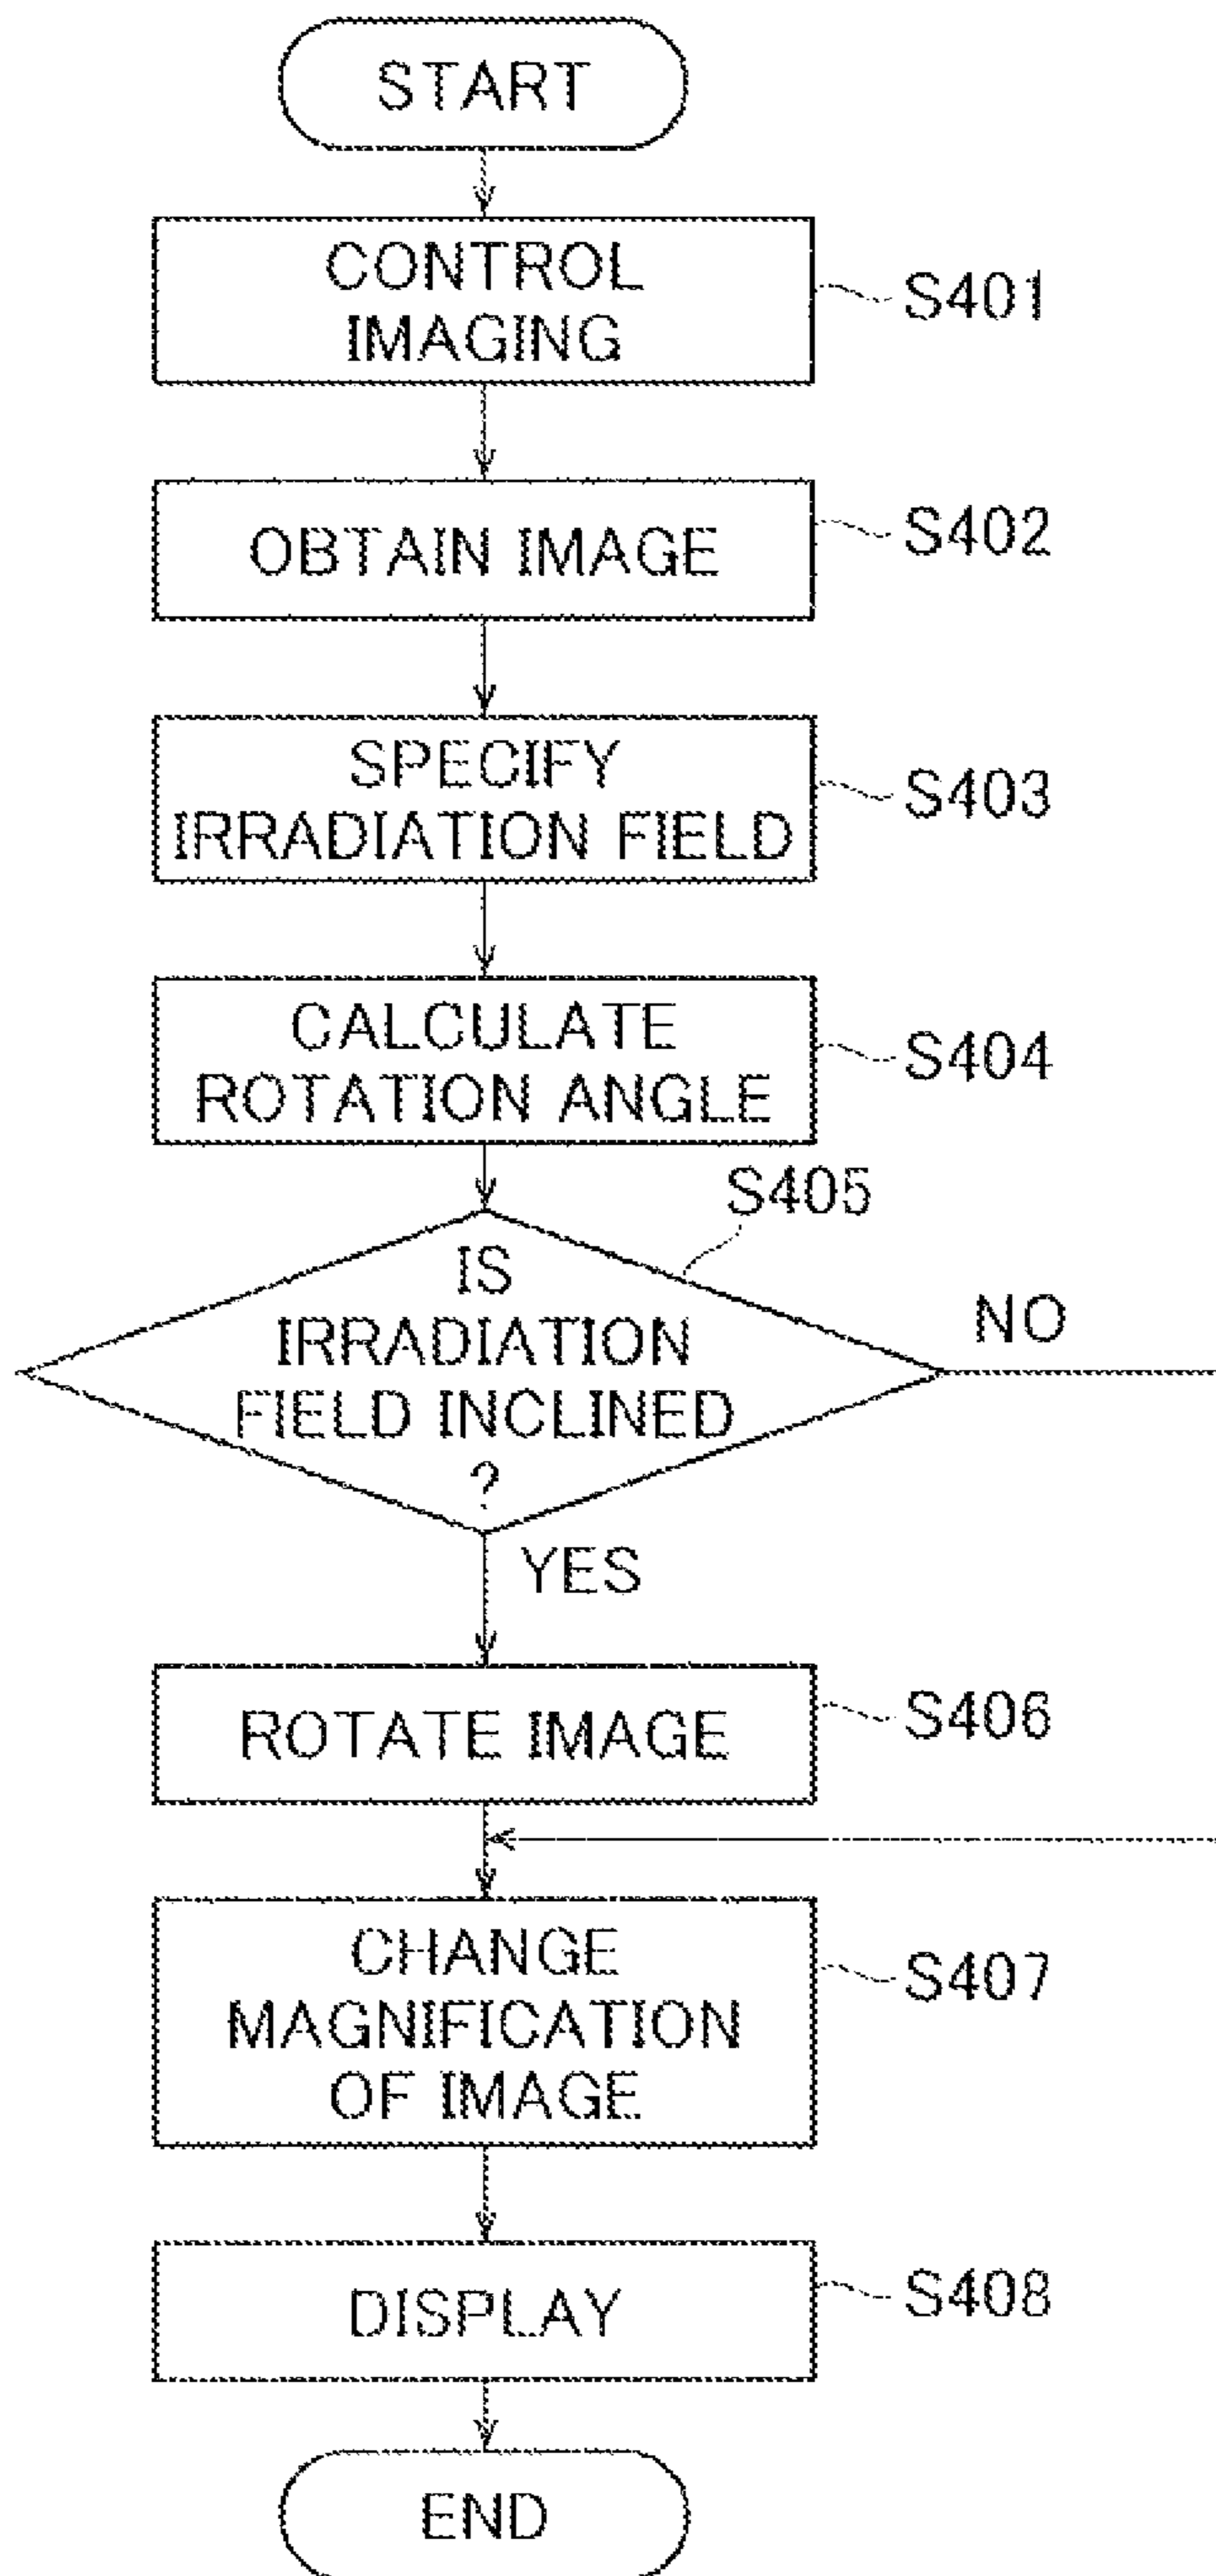 START
CONTROL
IMAGING
S401
OBTAIN IMAGE
S402
SPECIFY
IRRADIATION FIELD
S403
CALCULATE
ROTATION ANGLE
S404
S405
IS
IRRADIATION
FIELD INCLINED
?
NO
YES
ROTATE IMAGE
S406
CHANGE
MAGNIFICATION
OF IMAGE
S407
DISPLAY
S408
END